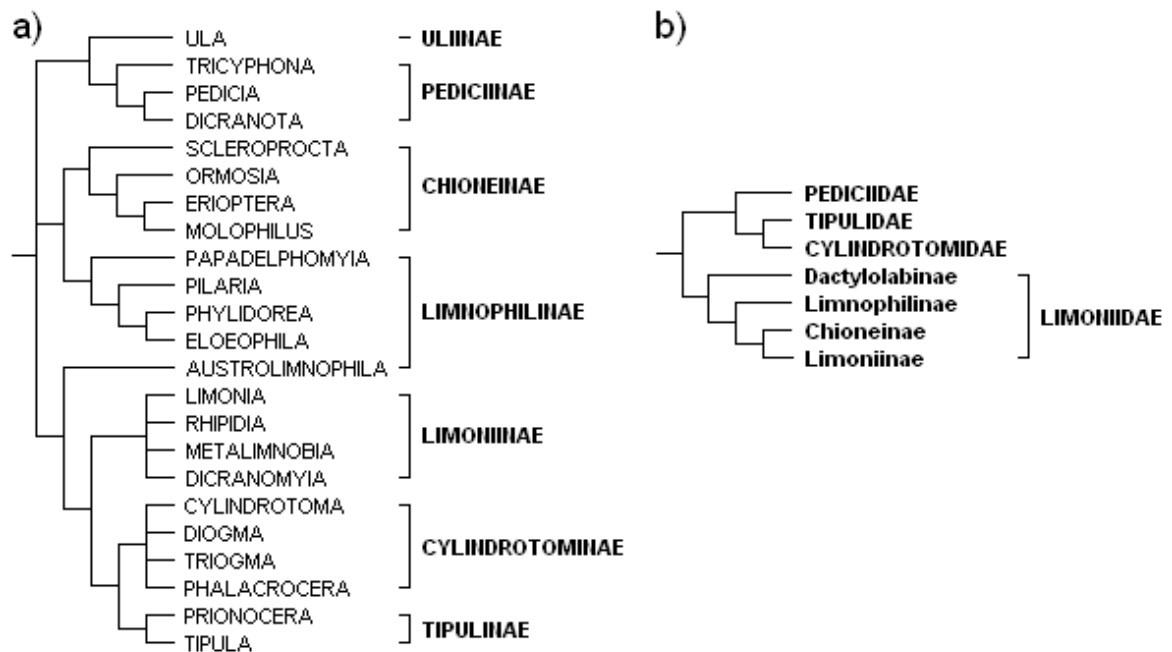 a)
ULA
TRICYPHONA
PEDICIA
DICRANOTA
SCLEROPROCTA
ORMOSIA
ERIOPTERA
MOLOPHILUS
PAPADELPHOMYIA
PILARIA
PHYLIDOREA
ELOEOPHILA
AUSTROLIMNOPHILA
LIMONIA
RHIPIDIA
METALIMNOBIA
DICRANOMYIA
CYLINDROTOMA
DIOGMA
TRIOGMA
PHALACROCERA
PRIONOCERA
TIPULA
ULIINAE
PEDICIINAE
CHIONEINAE
LIMNOPHILINAE
LIMONIINAE
CYLINDROTOMINAE
TIPULINAE
b)
PEDICIIDAE
TIPULIDAE
CYLINDROTOMIDAE
Dactylolabinae
Limnophilinae
Chioneinae
Limoniinae
LIMONIIDAE